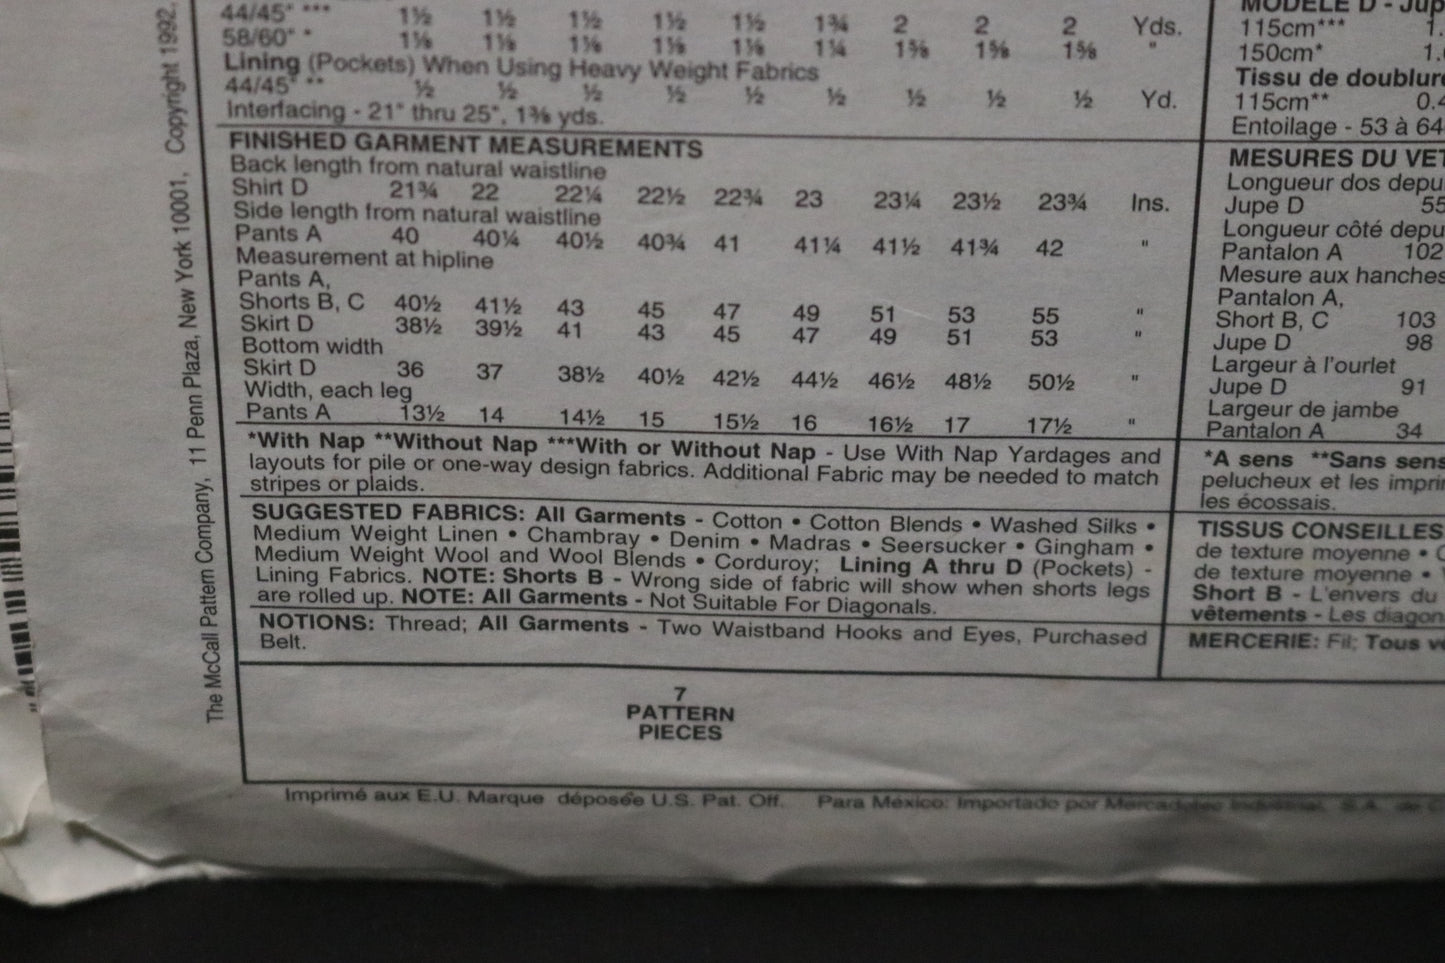 44/45" *** 1½ 1½ 1½ 1½ 1½ 1¾ 2 2 2 Yds.
58/60" * 1⅛ 1⅛ 1⅛ 1⅛ 1⅛ 1¼ 1⅝ 1⅝ 1⅝ "
Lining (Pockets) When Using Heavy Weight Fabrics
44/45" ** ½ ½ ½ ½ ½ ½ ½ ½ ½ Yd.
Interfacing - 21" thru 25", 1⅜ yds.
FINISHED GARMENT MEASUREMENTS
Back length from natural waistline
Shirt D 21¾ 22 22¼ 22½ 22¾ 23 23¼ 23½ 23¾ Ins.
Side length from natural waistline
Pants A 40 40¼ 40½ 40¾ 41 41¼ 41½ 41¾ 42 "
Measurement at hipline
Pants A,
Shorts B, C 40½ 41½ 43 45 47 49 51 53 55 "
Skirt D 38½ 39½ 41 43 45 47 49 51 53 "
Bottom width
Skirt D 36 37 38½ 40½ 42½ 44½ 46½ 48½ 50½ "
Width, each leg
Pants A 13½ 14 14½ 15 15½ 16 16½ 17 17½ "
*With Nap **Without Nap ***With or Without Nap - Use With Nap Yardages and
layouts for pile or one-way design fabrics. Additional Fabric may be needed to match
stripes or plaids.
SUGGESTED FABRICS: All Garments - Cotton • Cotton Blends • Washed Silks •
Medium Weight Linen • Chambray • Denim • Madras • Seersucker • Gingham •
Medium Weight Wool and Wool Blends • Corduroy; Lining A thru D (Pockets) -
Lining Fabrics. NOTE: Shorts B - Wrong side of fabric will show when shorts legs
are rolled up. NOTE: All Garments - Not Suitable For Diagonals.
NOTIONS: Thread; All Garments - Two Waistband Hooks and Eyes, Purchased
Belt.
7
PATTERN
PIECES
Imprimé aux E.U. Marque déposée U.S. Pat. Off. Para México: Importado por
The McCall Pattern Company, 11 Penn Plaza, New York 10001, Copyright 1992.
MODELE D - Jup
115cm*** 1.
150cm* 1.
Tissu de doublure
115cm** 0.4
Entoilage - 53 à 64
MESURES DU VET
Longueur dos depu
Jupe D 55
Longueur côté depu
Pantalon A 102
Mesure aux hanches
Pantalon A,
Short B, C 103
Jupe D 98
Largeur à l'ourlet
Jupe D 91
Largeur de jambe
Pantalon A 34
*A sens **Sans sens
pelucheux et les imprim
les écossais.
TISSUS CONSEILLES
de texture moyenne •
de texture moyenne •
Short B - L'envers du
vêtements - Les diagon
MERCERIE: Fil; Tous v